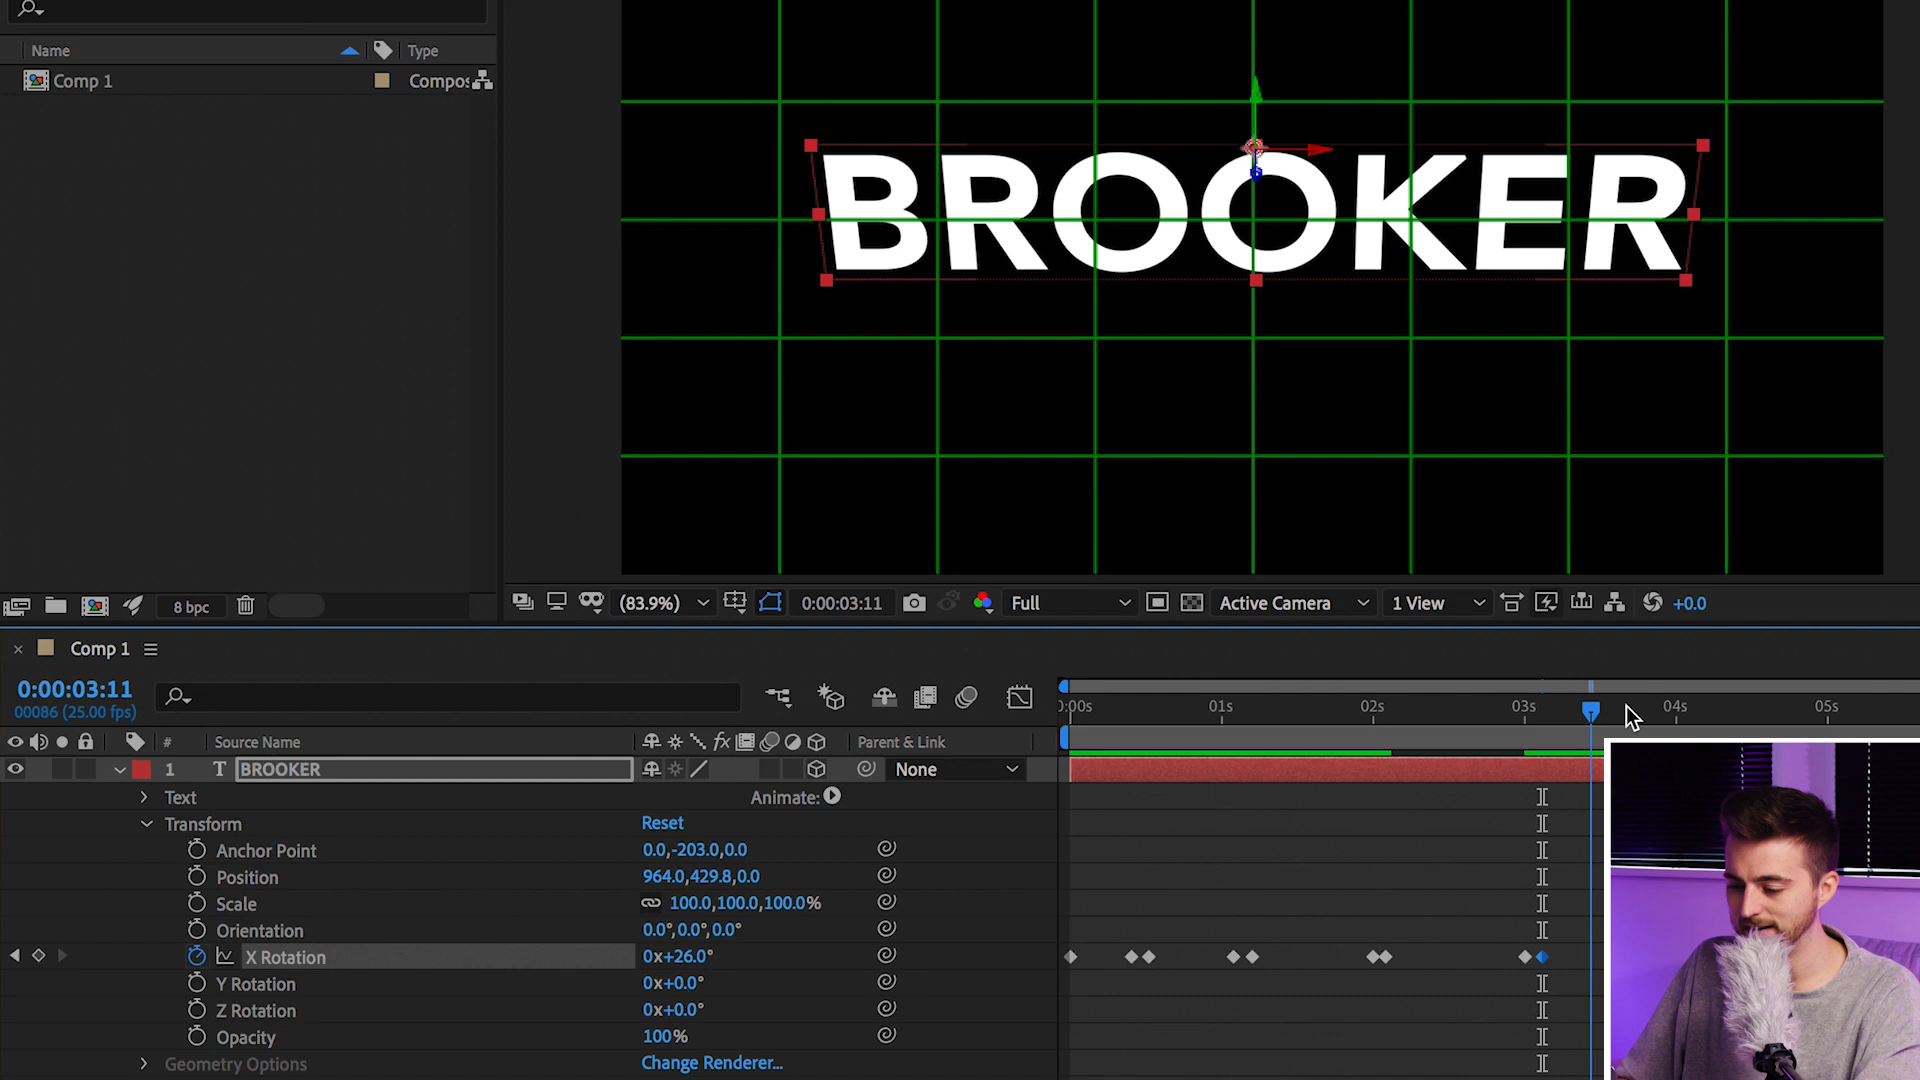 Name Type
Comp 1 Compos
BROOKER
8 bpc
(83.9%) 0:00:03:11 Full Active Camera 1 View +0.0
Comp 1
0:00:03:11
00086 (25.00 fps)
0:00s 01s 02s 03s 04s 05s
# Source Name fx Parent & Link
1 T BROOKER None
Text Animate:
Transform Reset
Anchor Point 0.0,-203.0,0.0
Position 964.0,429.8,0.0
Scale 100.0,100.0,100.0%
Orientation 0.0°,0.0°,0.0°
X Rotation 0x+26.0°
Y Rotation 0x+0.0°
Z Rotation 0x+0.0°
Opacity 100%
Geometry Options Change Renderer...